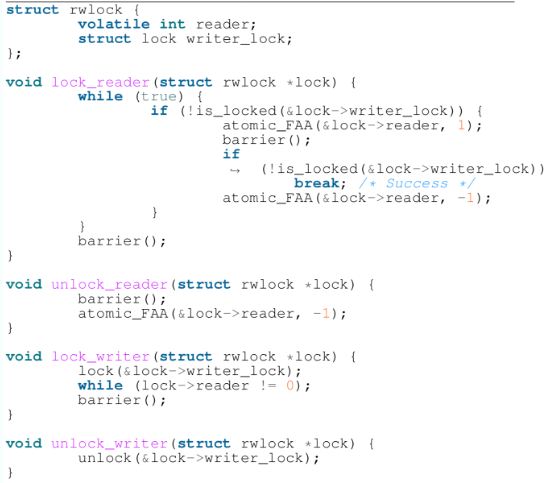 struct rwlock {
        volatile int reader;
        struct lock writer_lock;
};

void lock_reader(struct rwlock *lock) {
        while (true) {
                if (!is_locked(&lock->writer_lock)) {
                        atomic_FAA(&lock->reader, 1);
                        barrier();
                        if
                        ↪  (!is_locked(&lock->writer_lock))
                                break; /* Success */
                        atomic_FAA(&lock->reader, -1);
                }
        }
        barrier();
}

void unlock_reader(struct rwlock *lock) {
        barrier();
        atomic_FAA(&lock->reader, -1);
}

void lock_writer(struct rwlock *lock) {
        lock(&lock->writer_lock);
        while (lock->reader != 0);
        barrier();
}

void unlock_writer(struct rwlock *lock) {
        unlock(&lock->writer_lock);
}